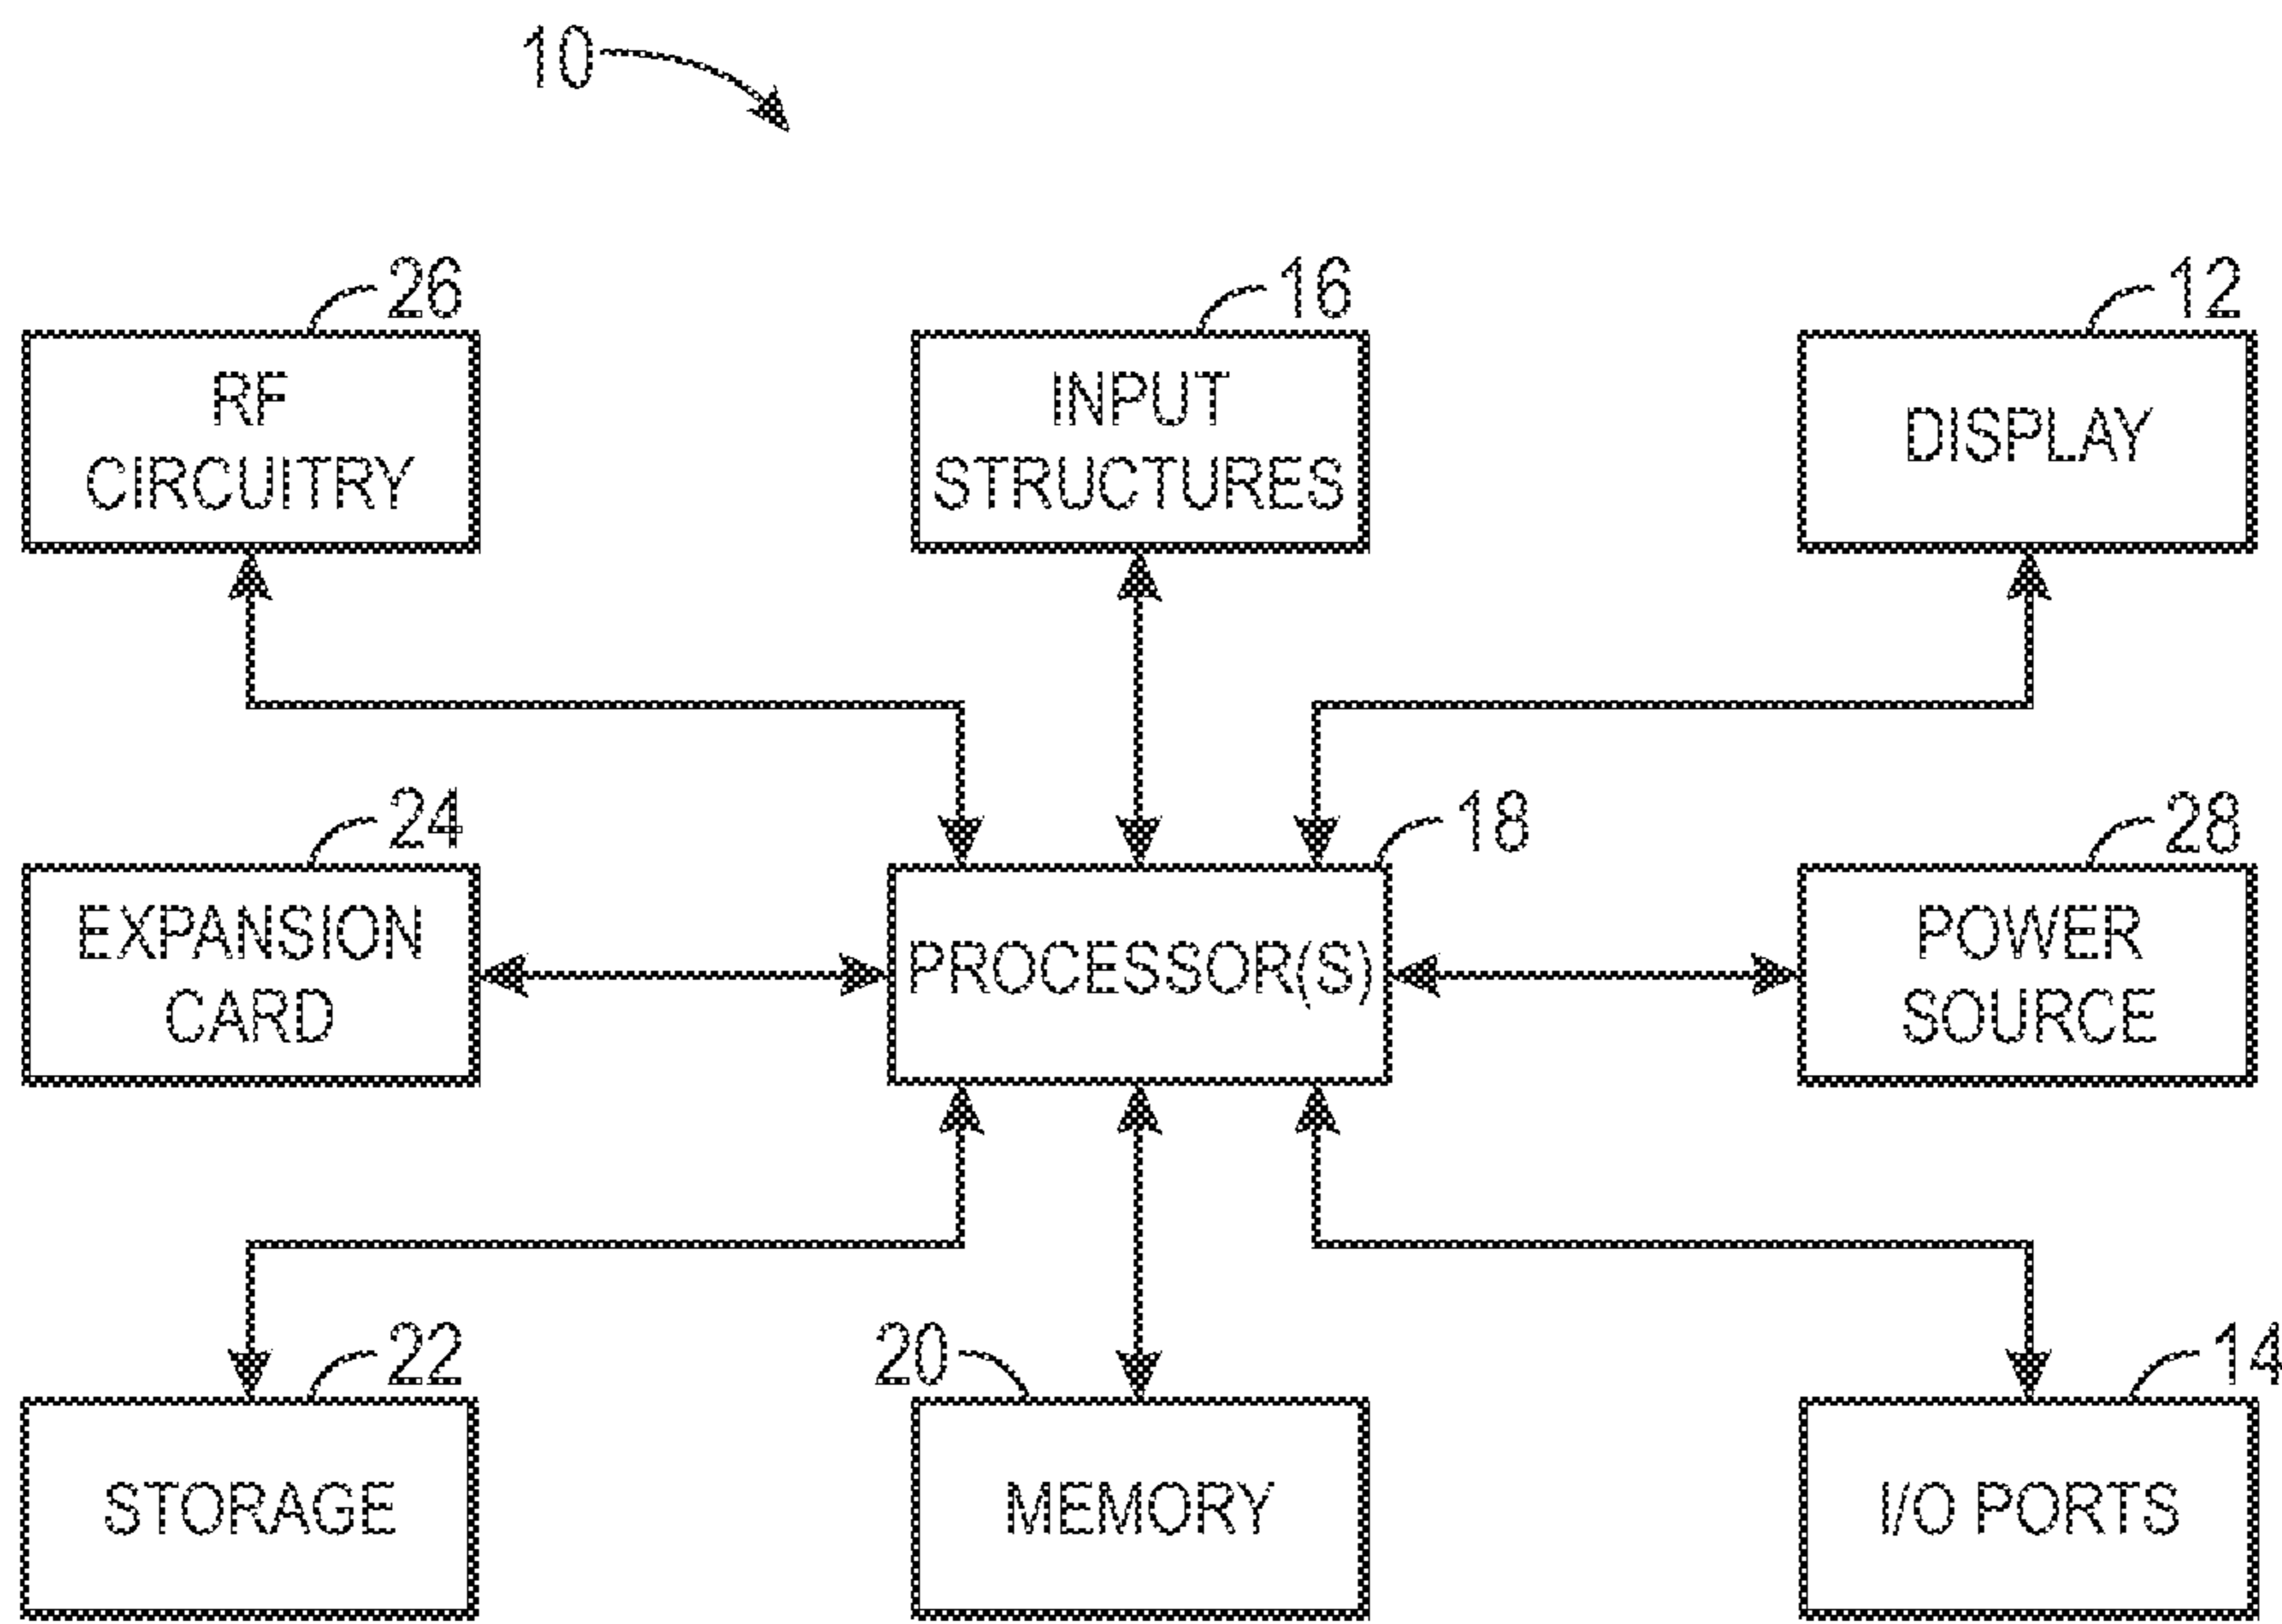 10
26
16
12
RF
CIRCUITRY
INPUT
STRUCTURES
DISPLAY
24
18
28
EXPANSION
CARD
PROCESSOR(S)
POWER
SOURCE
22
20
14
STORAGE
MEMORY
I/O PORTS